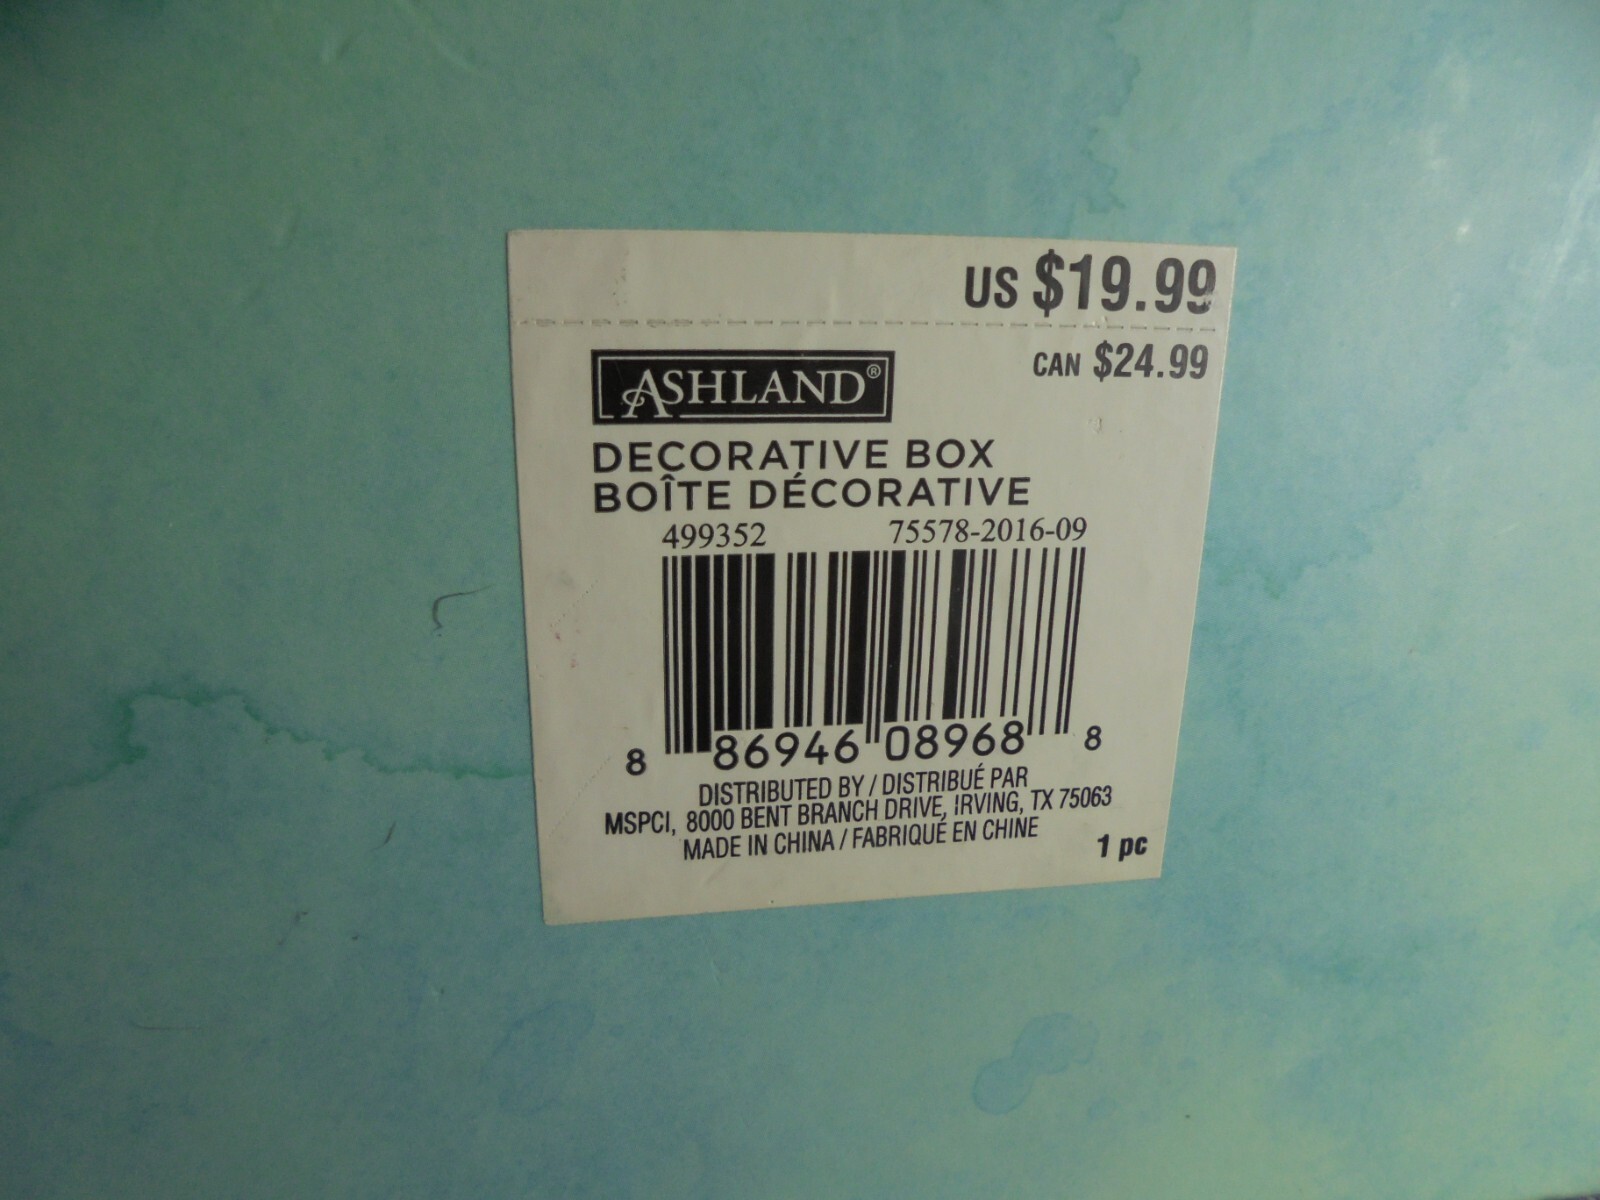 US $19.99
CAN $24.99
ASHLAND®
DECORATIVE BOX
BOÎTE DÉCORATIVE
499352 75578-2016-09
8 86946 08968 8
DISTRIBUTED BY / DISTRIBUÉ PAR
MSPCI, 8000 BENT BRANCH DRIVE, IRVING, TX 75063
MADE IN CHINA / FABRIQUÉ EN CHINE
1 pc